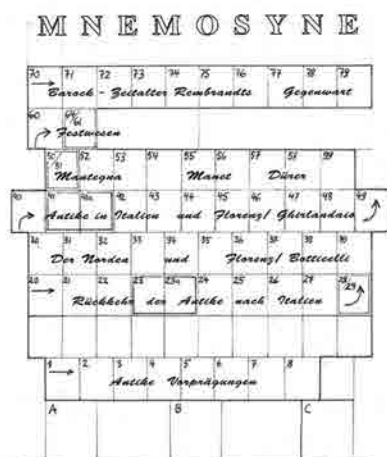 MNEMOSYNE
70 71 72 73 74 75 76 77 78 79
Barock - Zeitalter Rembrandts Gegenwart
60 61/64
Festwesen
50/51 52 53 54 55 56 57 58 59
Mantegna Manet Dürer
40 41 41a 42 43 44 45 46 47 48 49
Antike in Italien und Florenz/ Ghirlandaio
30 31 32 33 34 35 36 37 38 39
Der Norden und Florenz/ Botticelli
20 21 22 23 23a 24 25 26 27 28/29
Rückkehr der Antike nach Italien
1 2 3 4 5 6 7 8
Antike Vorprägungen
A B C